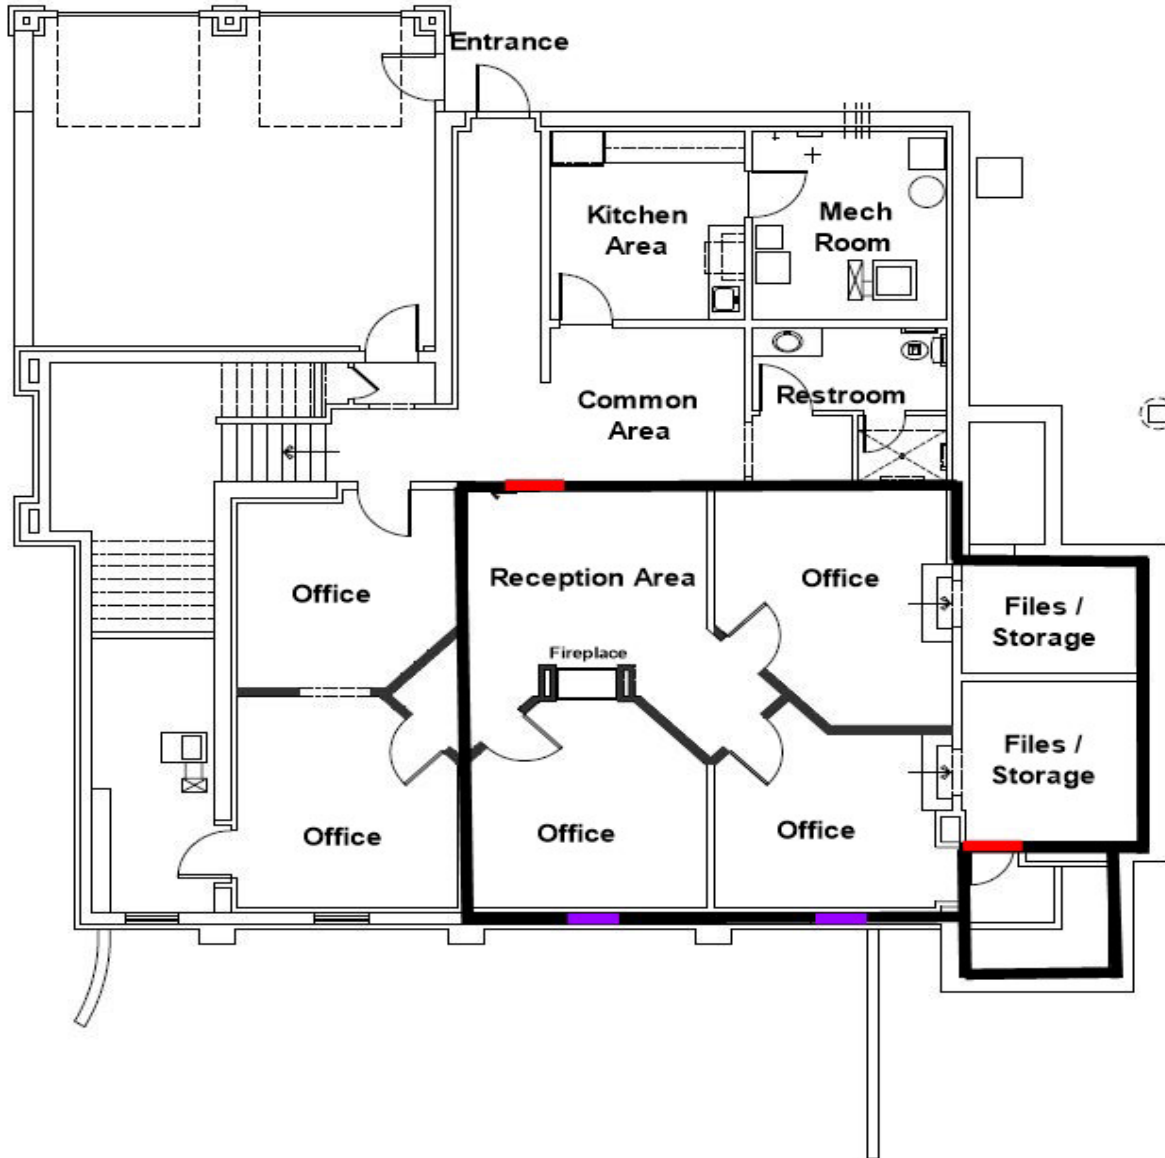 Entrance
Kitchen
Area
Mech
Room
Common
Area
Restroom
Office
Reception Area
Office
Files /
Storage
Fireplace
Files /
Storage
Office
Office
Office